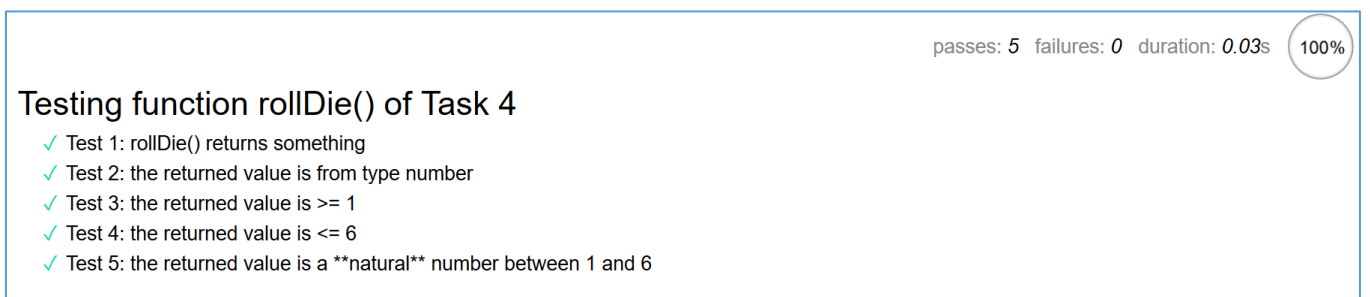 passes: 5 failures: 0 duration: 0.03s 100%
Testing function rollDie() of Task 4
✓ Test 1: rollDie() returns something
✓ Test 2: the returned value is from type number
✓ Test 3: the returned value is >= 1
✓ Test 4: the returned value is <= 6
✓ Test 5: the returned value is a **natural** number between 1 and 6